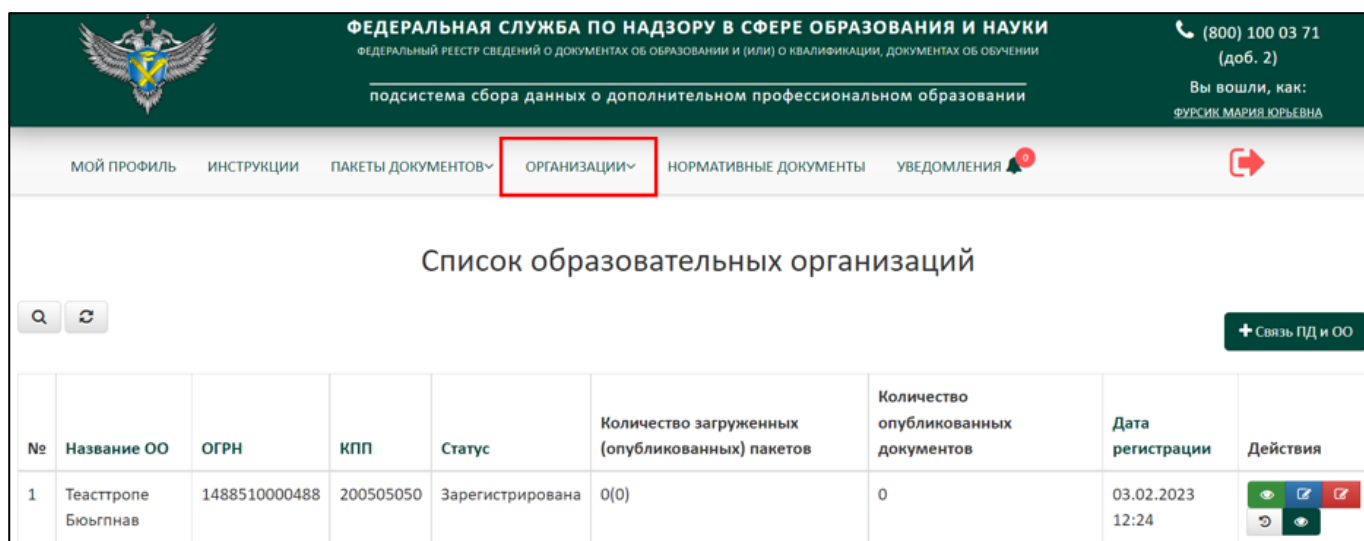 ФЕДЕРАЛЬНАЯ СЛУЖБА ПО НАДЗОРУ В СФЕРЕ ОБРАЗОВАНИЯ И НАУКИ
ФЕДЕРАЛЬНЫЙ РЕЕСТР СВЕДЕНИЙ О ДОКУМЕНТАХ ОБ ОБРАЗОВАНИИ И (ИЛИ) О КВАЛИФИКАЦИИ, ДОКУМЕНТАХ ОБ ОБУЧЕНИИ
подсистема сбора данных о дополнительном профессиональном образовании
(800) 100 03 71
(доб. 2)
Вы вошли, как:
ФУРСИК МАРИЯ ЮРЬЕВНА
МОЙ ПРОФИЛЬ ИНСТРУКЦИИ ПАКЕТЫ ДОКУМЕНТОВ ОРГАНИЗАЦИИ НОРМАТИВНЫЕ ДОКУМЕНТЫ УВЕДОМЛЕНИЯ 0
Список образовательных организаций
+ Связь ПД и ОО
№ Название ОО ОГРН КПП Статус Количество загруженных (опубликованных) пакетов Количество опубликованных документов Дата регистрации Действия
1 Теасттропе Бюьгпнав 1488510000488 200505050 Зарегистрирована 0(0) 0 03.02.2023 12:24